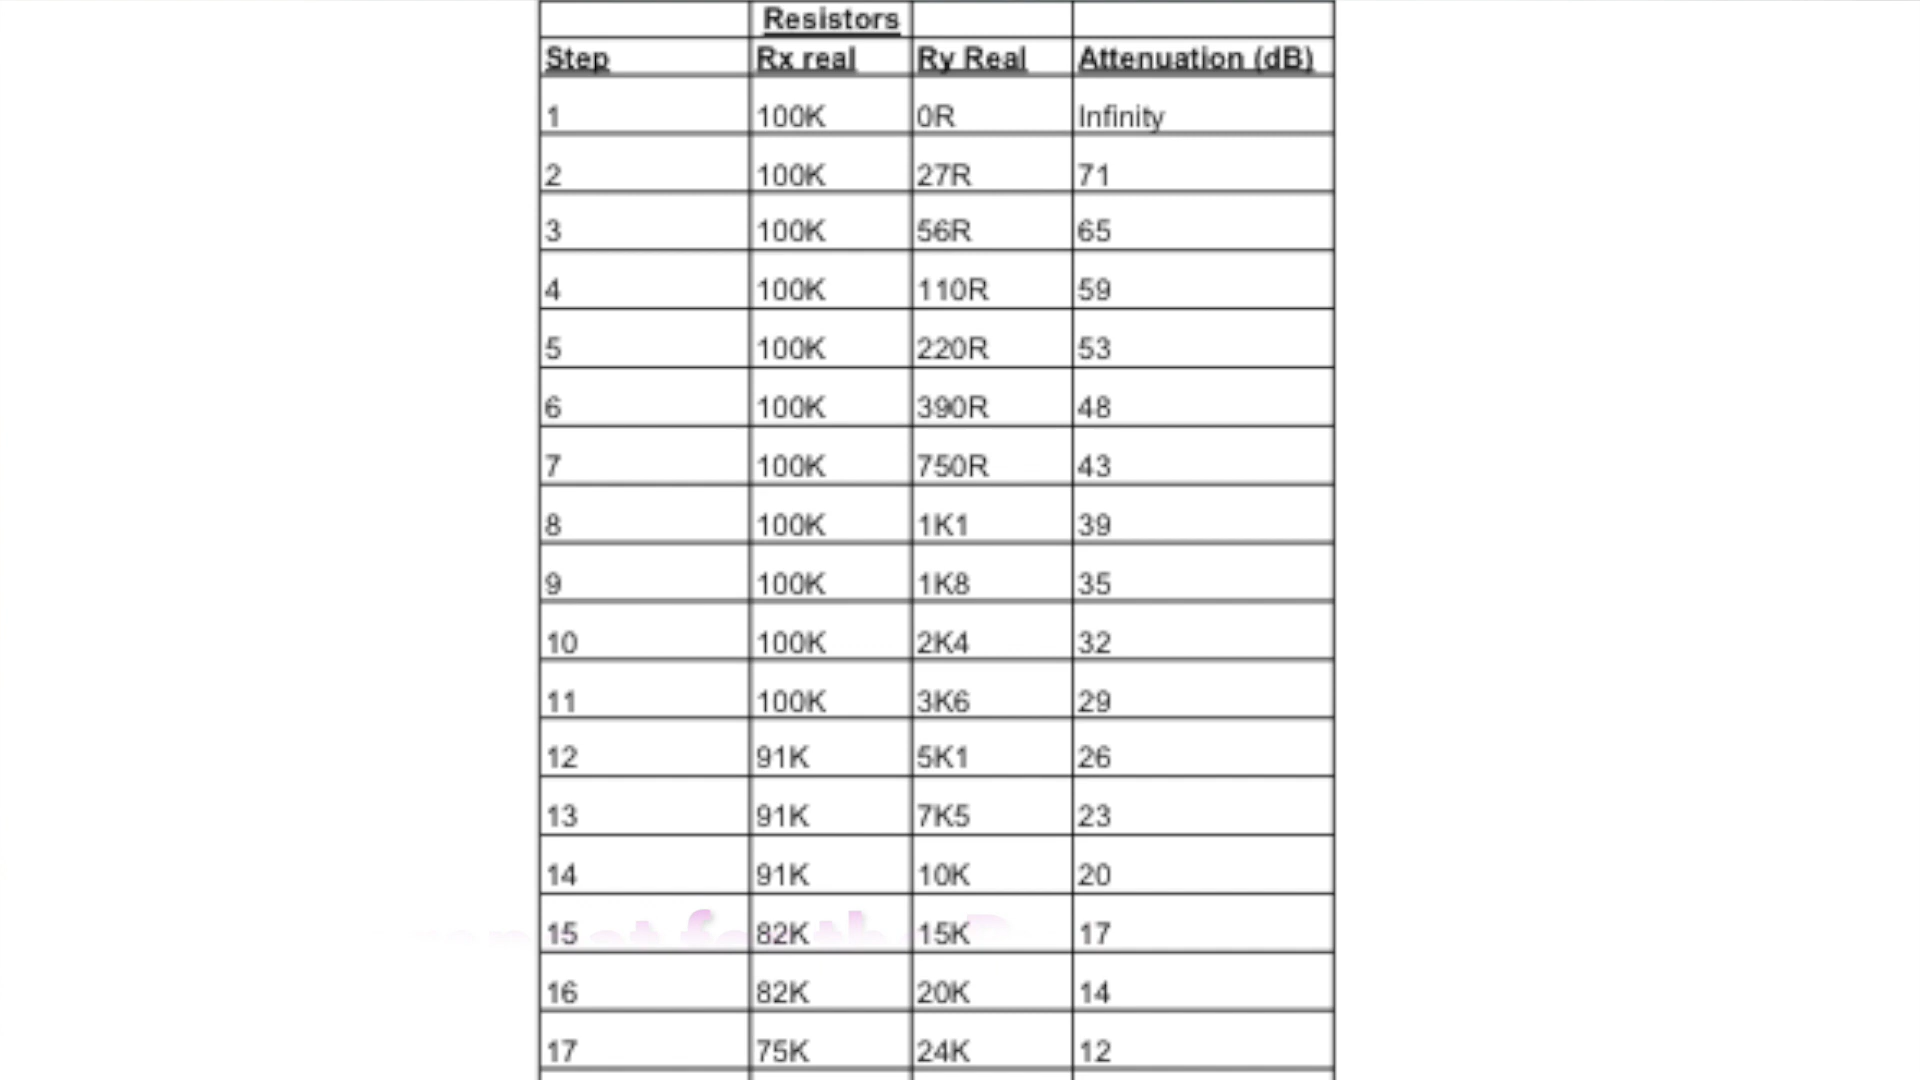 Resistors
Step Rx real Ry Real Attenuation (dB)
1 100K 0R Infinity
2 100K 27R 71
3 100K 56R 65
4 100K 110R 59
5 100K 220R 53
6 100K 390R 48
7 100K 750R 43
8 100K 1K1 39
9 100K 1K8 35
10 100K 2K4 32
11 100K 3K6 29
12 91K 5K1 26
13 91K 7K5 23
14 91K 10K 20
15 82K 15K 17
16 82K 20K 14
17 75K 24K 12